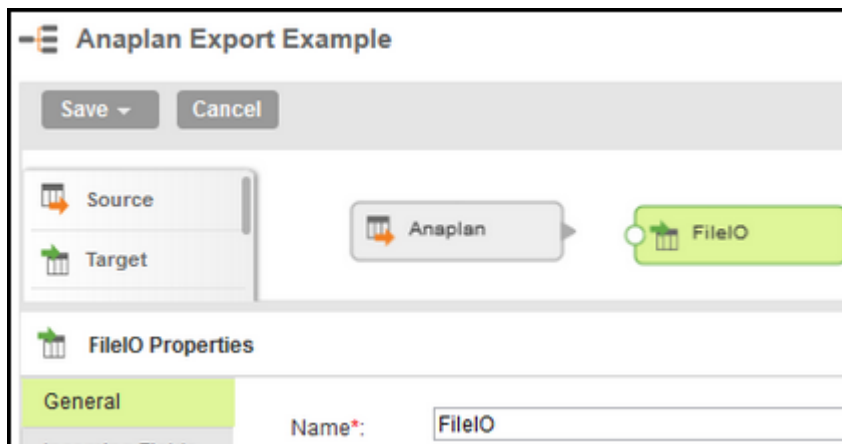 Anaplan Export Example
Save Cancel
Source
Target
Anaplan
FileIO
FileIO Properties
General
Name*: FileIO